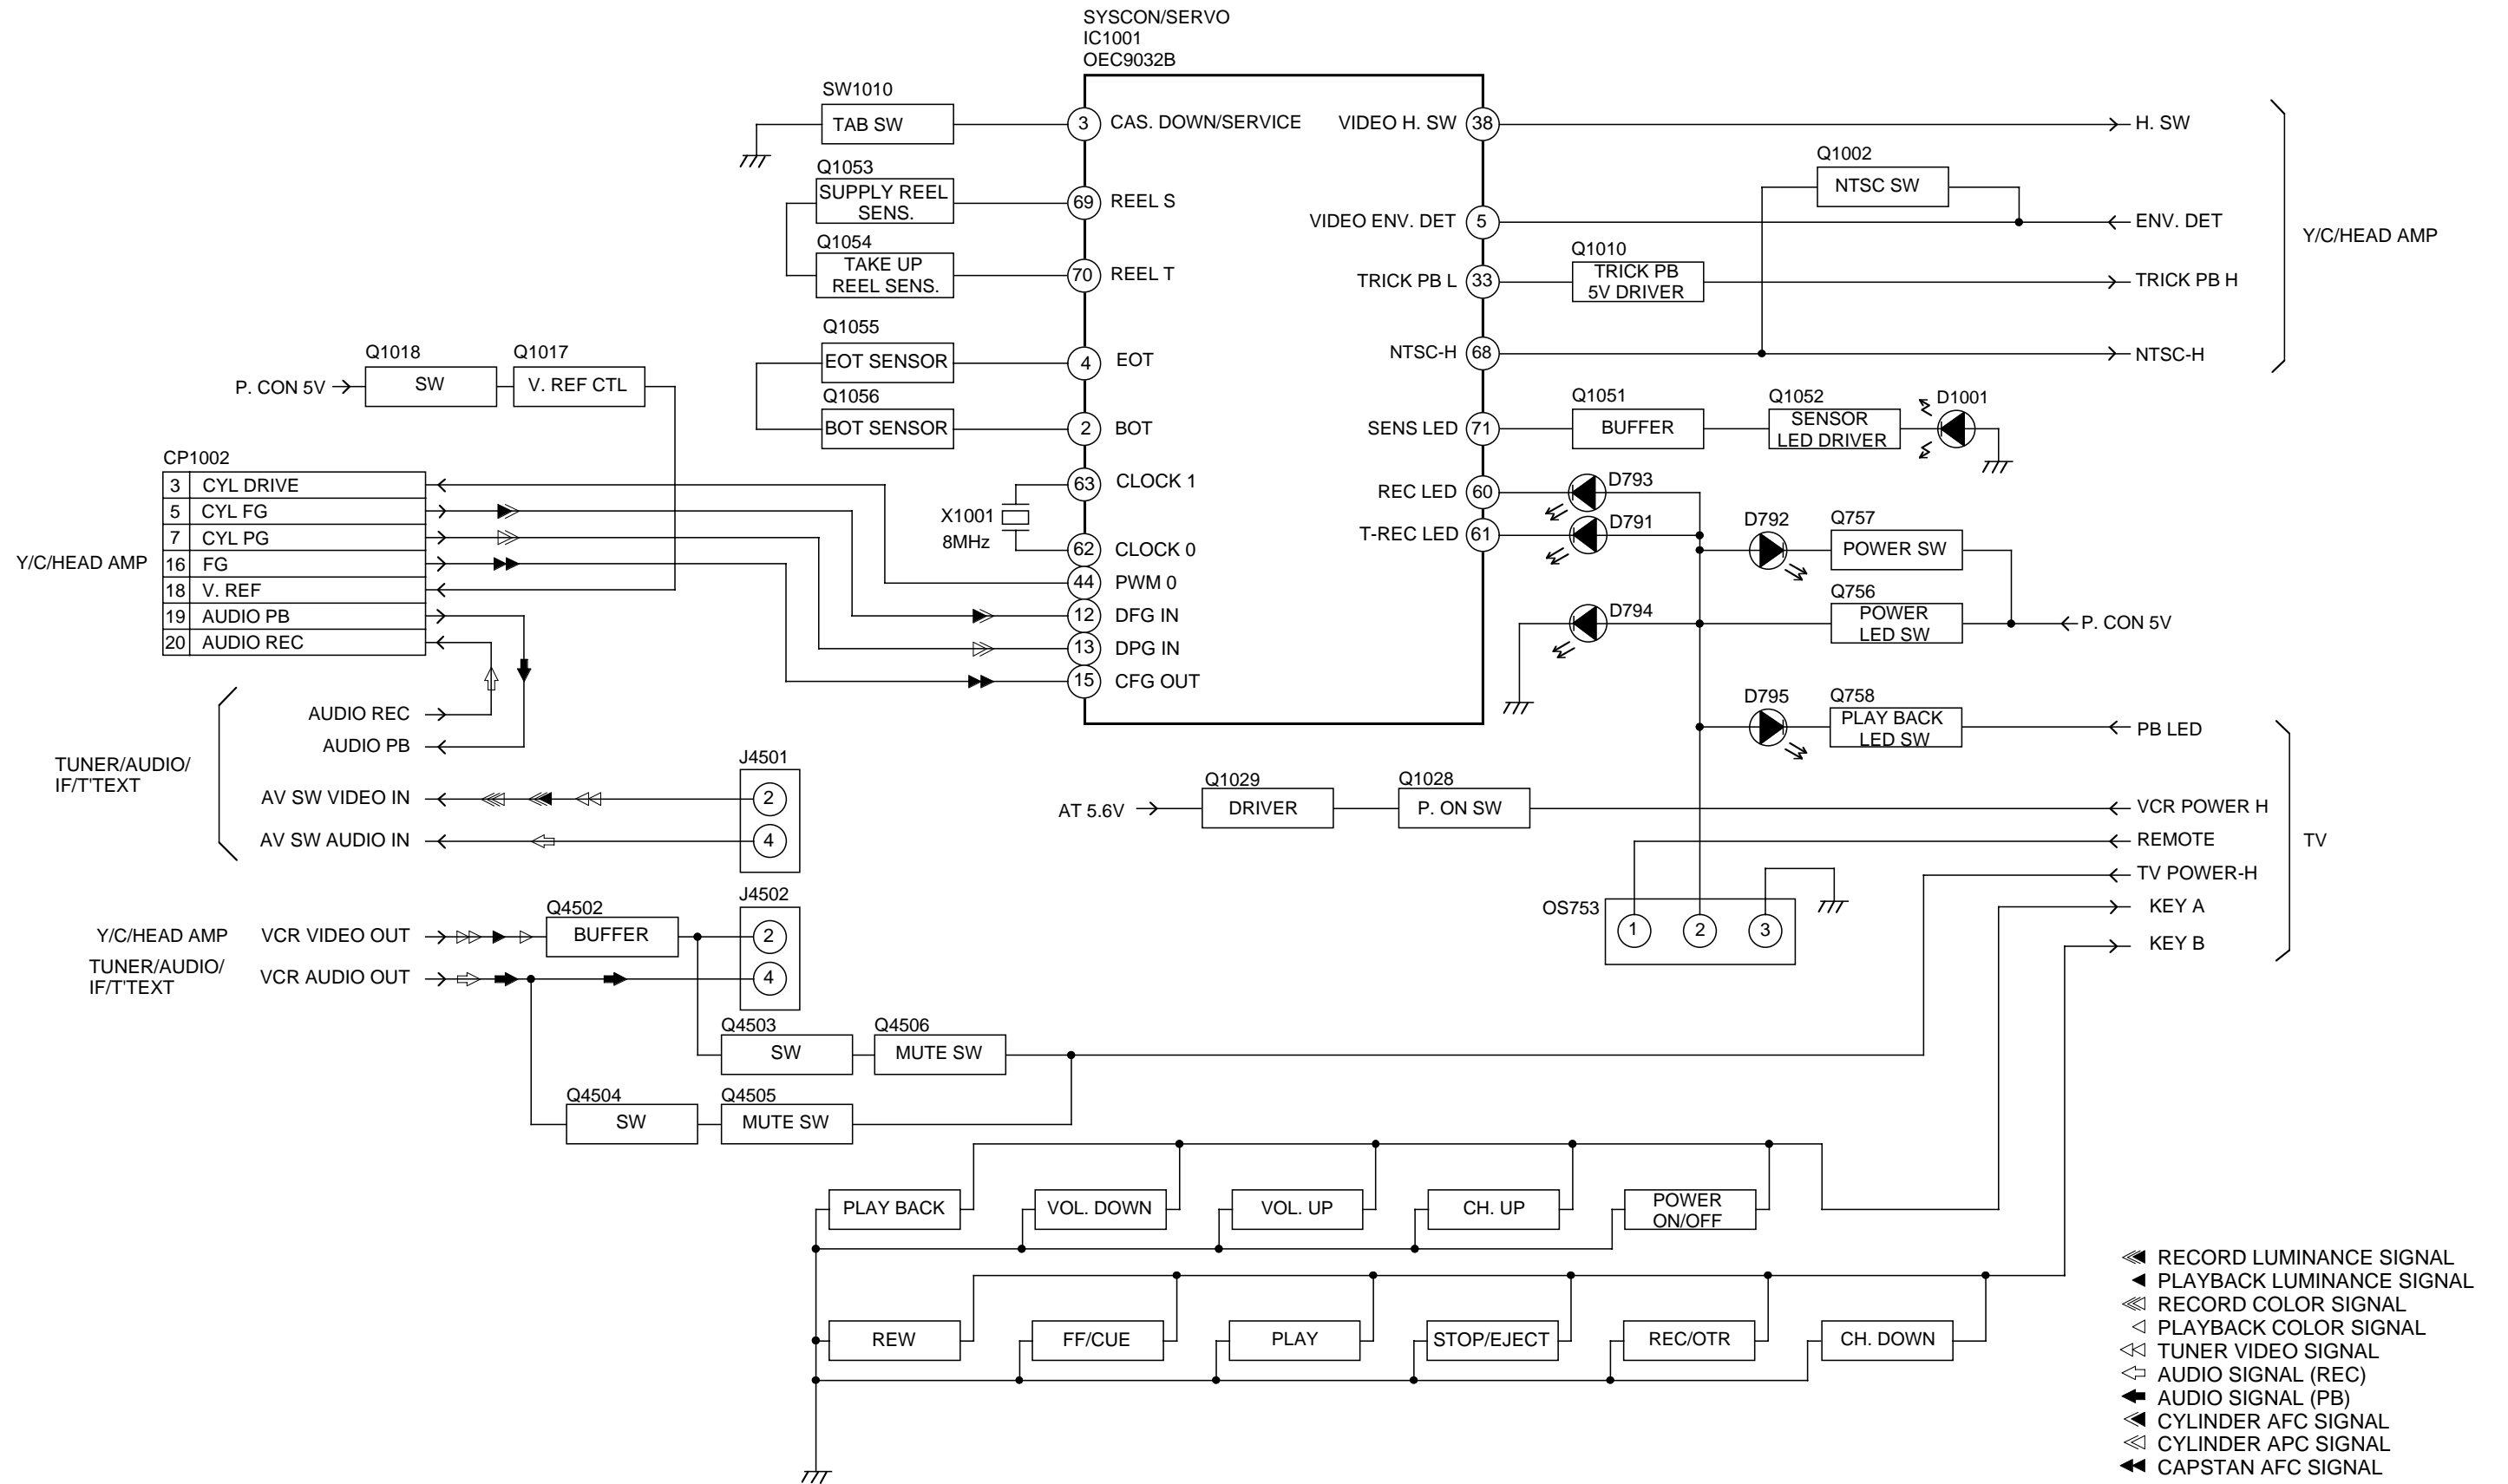 SYSCON/SERVO
IC1001
OEC9032B
SW1010
TAB SW
3
CAS. DOWN/SERVICE
VIDEO H. SW
38
H. SW
Q1053
SUPPLY REEL
SENS.
69
REEL S
Q1002
NTSC SW
VIDEO ENV. DET
5
ENV. DET
Y/C/HEAD AMP
Q1054
TAKE UP
REEL SENS.
70
REEL T
TRICK PB L
33
Q1010
TRICK PB
5V DRIVER
TRICK PB H
Q1055
EOT SENSOR
4
EOT
NTSC-H
68
NTSC-H
Q1056
BOT SENSOR
2
BOT
SENS LED
71
Q1051
BUFFER
Q1052
SENSOR
LED DRIVER
D1001
P. CON 5V
Q1018
SW
Q1017
V. REF CTL
CP1002
3 CYL DRIVE
5 CYL FG
7 CYL PG
16 FG
18 V. REF
19 AUDIO PB
20 AUDIO REC
Y/C/HEAD AMP
X1001
8MHz
63
CLOCK 1
62
CLOCK 0
44
PWM 0
12
DFG IN
13
DPG IN
15
CFG OUT
REC LED
60
D793
T-REC LED
61
D791
D792
Q757
POWER SW
D794
Q756
POWER
LED SW
P. CON 5V
D795
Q758
PLAY BACK
LED SW
PB LED
TUNER/AUDIO/
IF/T'TEXT
AUDIO REC
AUDIO PB
AV SW VIDEO IN
AV SW AUDIO IN
J4501
2
4
AT 5.6V
Q1029
DRIVER
Q1028
P. ON SW
VCR POWER H
REMOTE
TV POWER-H
KEY A
KEY B
TV
OS753
1
2
3
Y/C/HEAD AMP
VCR VIDEO OUT
Q4502
BUFFER
J4502
2
4
TUNER/AUDIO/
IF/T'TEXT
VCR AUDIO OUT
Q4503
SW
Q4506
MUTE SW
Q4504
SW
Q4505
MUTE SW
PLAY BACK
VOL. DOWN
VOL. UP
CH. UP
POWER
ON/OFF
REW
FF/CUE
PLAY
STOP/EJECT
REC/OTR
CH. DOWN
RECORD LUMINANCE SIGNAL
PLAYBACK LUMINANCE SIGNAL
RECORD COLOR SIGNAL
PLAYBACK COLOR SIGNAL
TUNER VIDEO SIGNAL
AUDIO SIGNAL (REC)
AUDIO SIGNAL (PB)
CYLINDER AFC SIGNAL
CYLINDER APC SIGNAL
CAPSTAN AFC SIGNAL